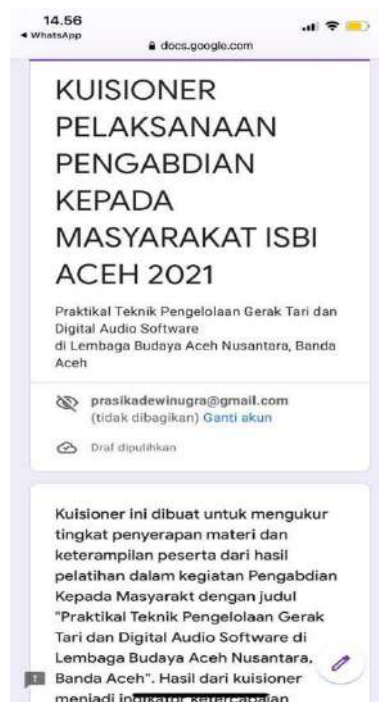 14.56
WhatsApp
docs.google.com
KUISIONER
PELAKSANAAN
PENGABDIAN
KEPADA
MASYARAKAT ISBI
ACEH 2021
Praktikal Teknik Pengelolaan Gerak Tari dan
Digital Audio Software
di Lembaga Budaya Aceh Nusantara, Banda
Aceh
prasikadewinugra@gmail.com
(tidak dibagikan) Ganti akun
Draf dipulihkan
Kuisioner ini dibuat untuk mengukur
tingkat penyerapan materi dan
keterampilan peserta dari hasil
pelatihan dalam kegiatan Pengabdian
Kepada Masyarakt dengan judul
"Praktikal Teknik Pengelolaan Gerak
Tari dan Digital Audio Software di
Lembaga Budaya Aceh Nusantara,
Banda Aceh". Hasil dari kuisioner
menjadi indikator ketercapaian